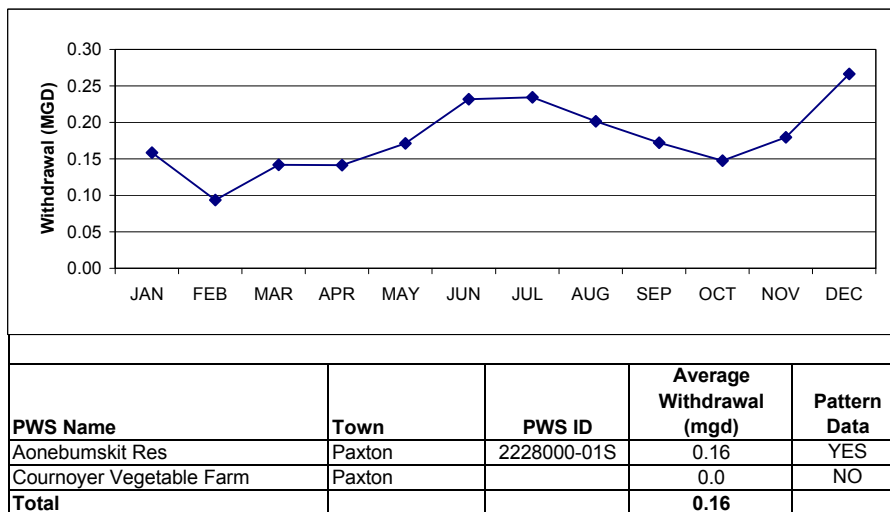 Withdrawal (MGD)
0.30
0.25
0.20
0.15
0.10
0.05
0.00
JAN FEB MAR APR MAY JUN JUL AUG SEP OCT NOV DEC
PWS Name Town PWS ID Average Withdrawal (mgd) Pattern Data
Aonebumskit Res Paxton 2228000-01S 0.16 YES
Cournoyer Vegetable Farm Paxton 0.0 NO
Total 0.16